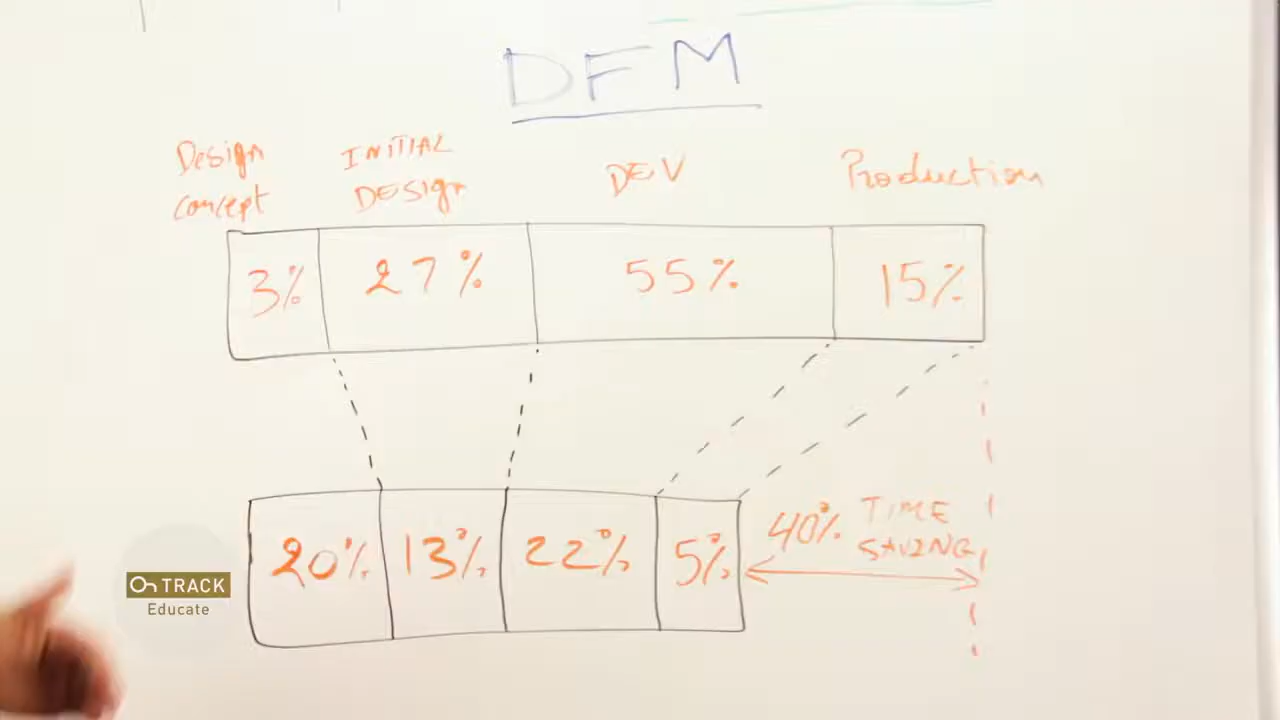 DFM
Design concept
INITIAL DESIgn
DEV
Production
3% 27% 55% 15%
20% 13% 22% 5% 40% TIME SAVING
On TRACK
Educate